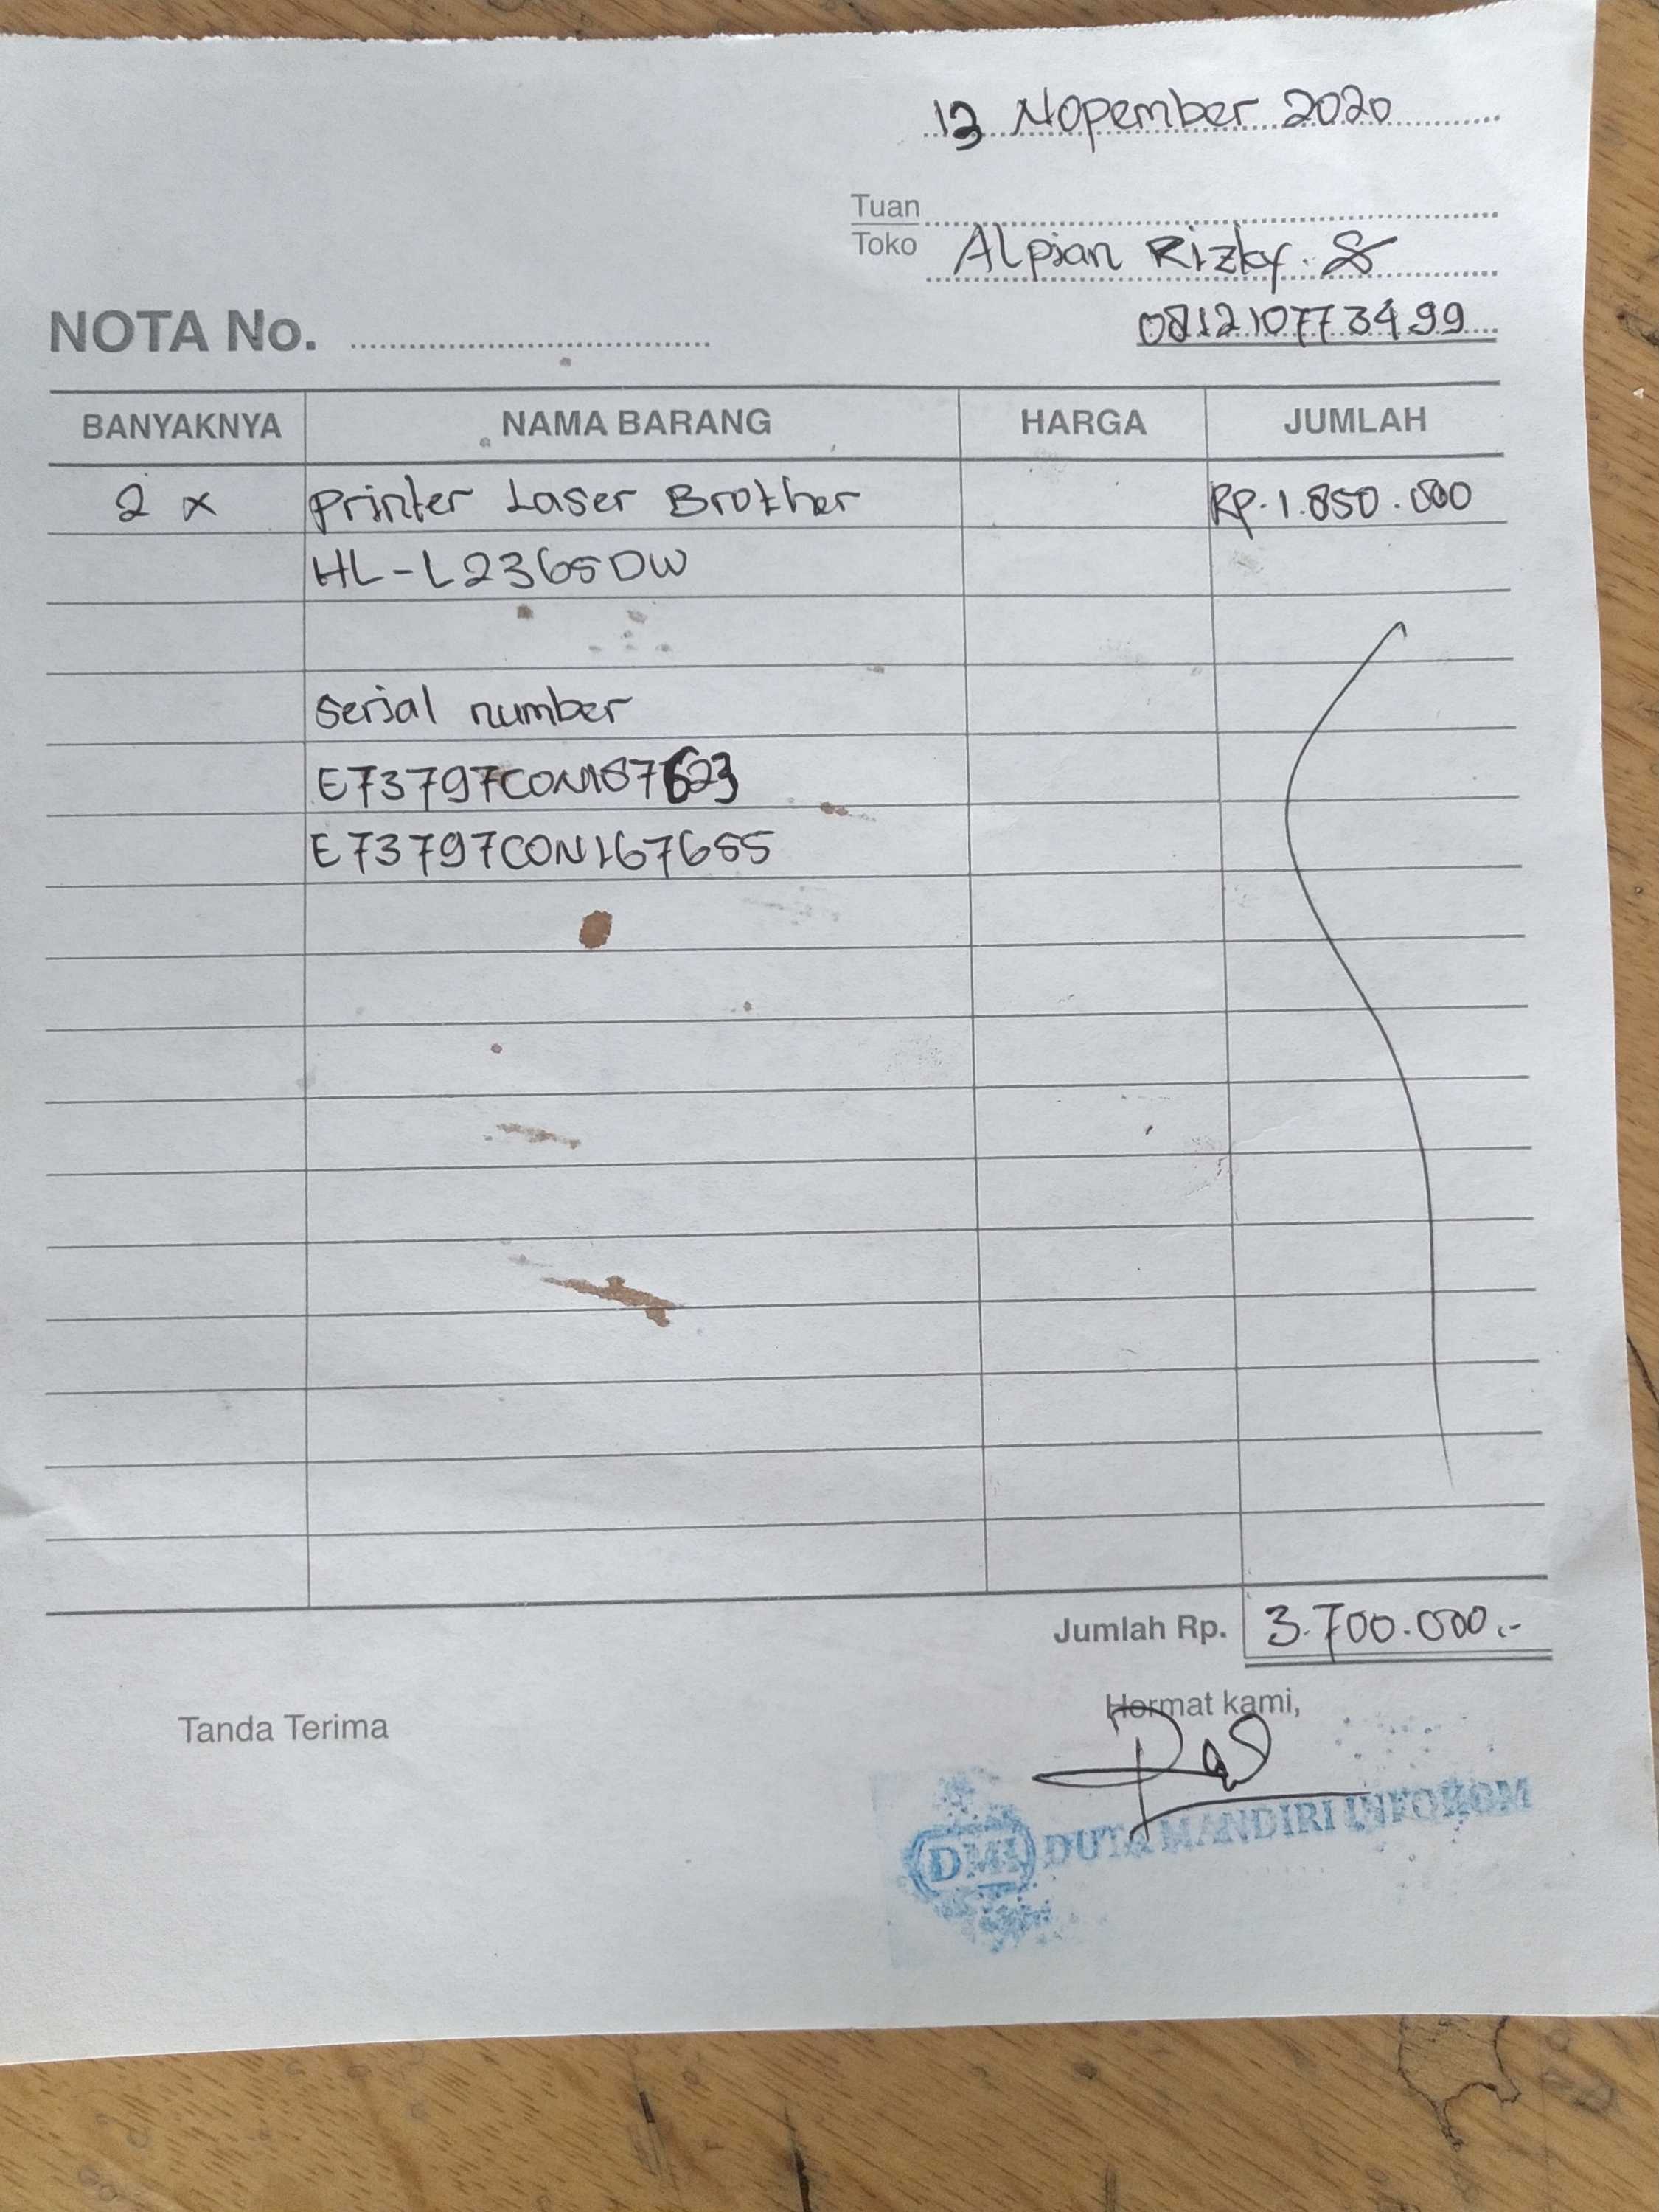 13 Nopember 2020
Tuan
Toko Alpian Rizky. S
NOTA No.
081210773499
BANYAKNYA NAMA BARANG HARGA JUMLAH
2 x Printer Laser Brother RP. 1.850.000
HL-L2365DW
Serial number
E73797CON167655
Jumlah Rp. 3.700.000.-
Tanda Terima
Hormat kami,
DMI DUTA MANDIRI INFOKOM